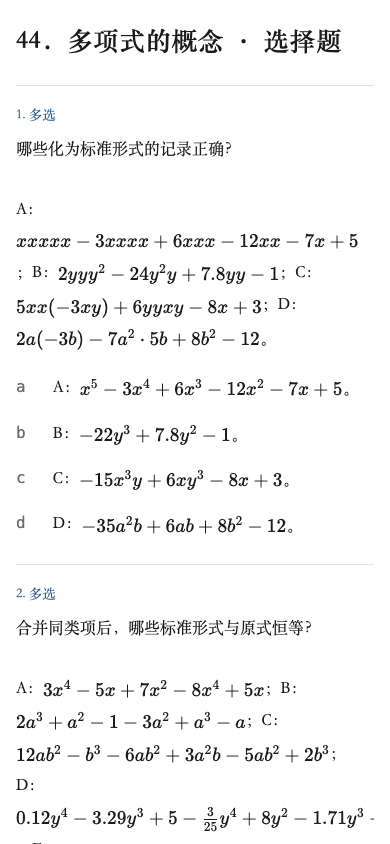 44．多项式的概念 · 选择题
1. 多选
哪些化为标准形式的记录正确？
A:
xxxxx − 3xxxx + 6xxx − 12xx − 7x + 5
；B: 2yyy² − 24y²y + 7.8yy − 1；C:
5xx(−3xy) + 6yyxy − 8x + 3；D:
2a(−3b) − 7a² · 5b + 8b² − 12。
a A: x⁵ − 3x⁴ + 6x³ − 12x² − 7x + 5。
b B: −22y³ + 7.8y² − 1。
c C: −15x³y + 6xy³ − 8x + 3。
d D: −35a²b + 6ab + 8b² − 12。
2. 多选
合并同类项后，哪些标准形式与原式恒等？
A: 3x⁴ − 5x + 7x² − 8x⁴ + 5x；B:
2a³ + a² − 1 − 3a² + a³ − a；C:
12ab² − b³ − 6ab² + 3a²b − 5ab² + 2b³；
D:
0.12y⁴ − 3.29y³ + 5 − 3/25 y⁴ + 8y² − 1.71y³